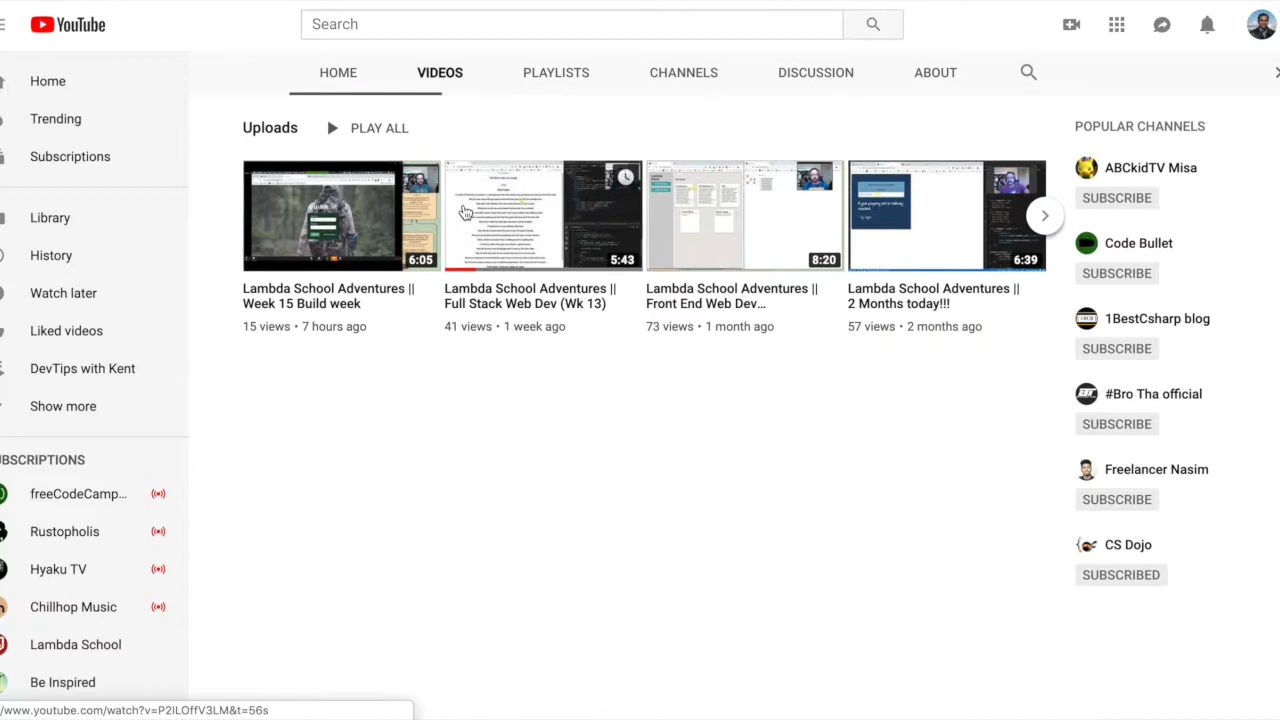 YouTube
Search
HOME VIDEOS PLAYLISTS CHANNELS DISCUSSION ABOUT
Home
Trending
Subscriptions
Library
History
Watch later
Liked videos
DevTips with Kent
Show more
UBSCRIPTIONS
freeCodeCamp...
Rustopholis
Hyaku TV
Chillhop Music
Lambda School
Be Inspired
Uploads PLAY ALL
6:05
Lambda School Adventures ||
Week 15 Build week
15 views • 7 hours ago
5:43
Lambda School Adventures ||
Full Stack Web Dev (Wk 13)
41 views • 1 week ago
8:20
Lambda School Adventures ||
Front End Web Dev...
73 views • 1 month ago
6:39
Lambda School Adventures ||
2 Months today!!!
57 views • 2 months ago
POPULAR CHANNELS
ABCkidTV Misa
SUBSCRIBE
Code Bullet
SUBSCRIBE
1BestCsharp blog
SUBSCRIBE
#Bro Tha official
SUBSCRIBE
Freelancer Nasim
SUBSCRIBE
CS Dojo
SUBSCRIBED
/www.youtube.com/watch?v=P2ILOffV3LM&t=56s